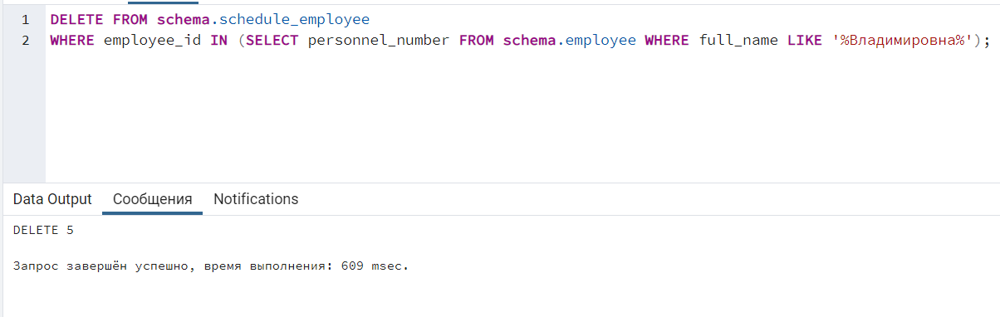 1 DELETE FROM schema.schedule_employee
2 WHERE employee_id IN (SELECT personnel_number FROM schema.employee WHERE full_name LIKE '%Владимировна%');
Data Output Сообщения Notifications
DELETE 5
Запрос завершён успешно, время выполнения: 609 msec.